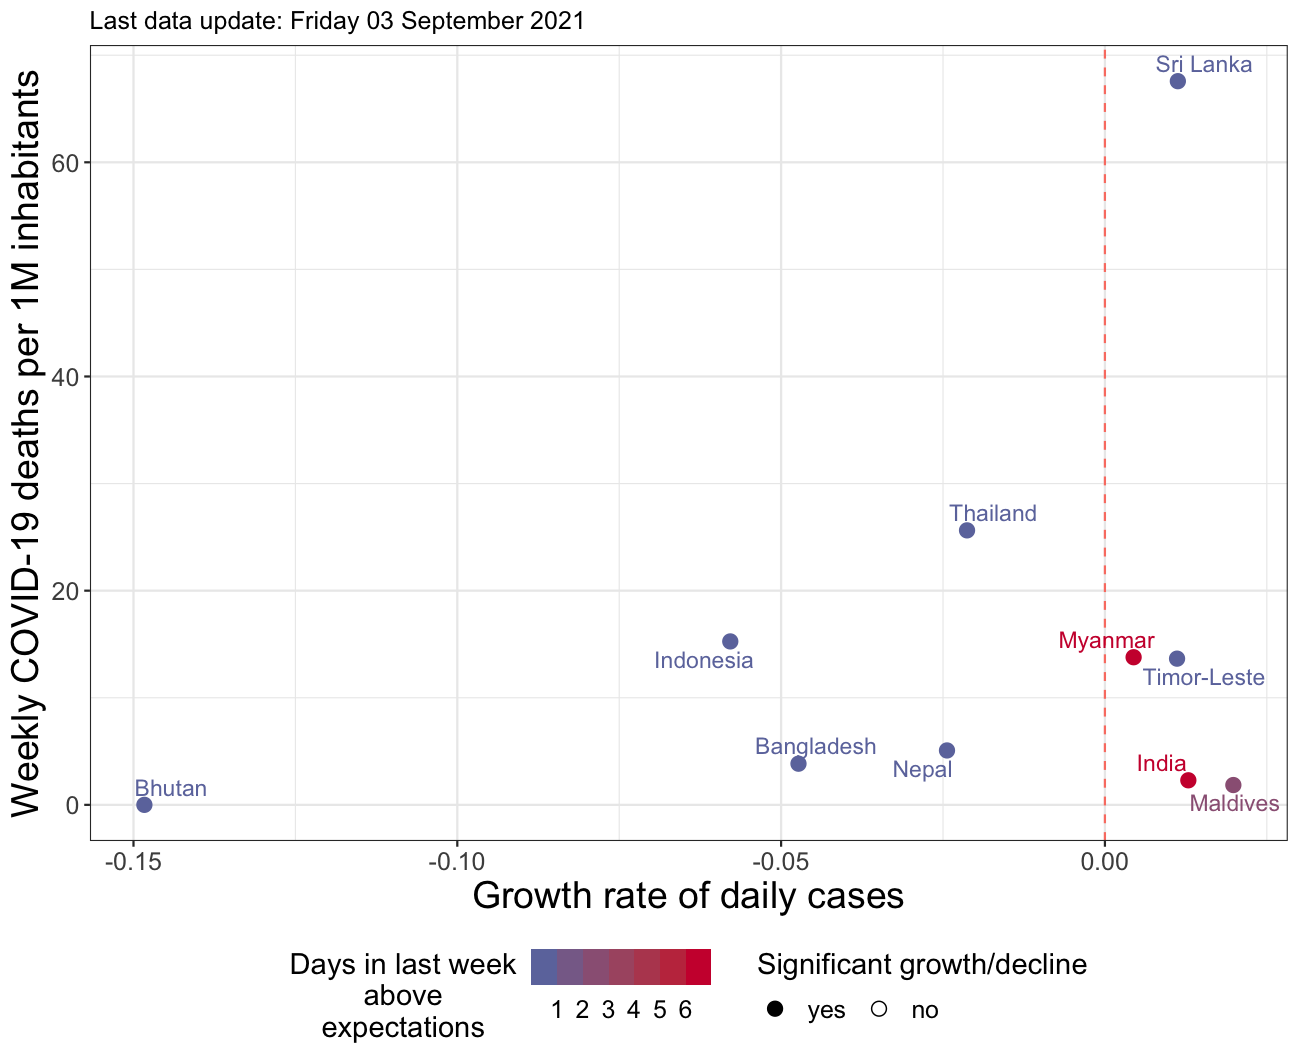 Last data update: Friday 03 September 2021
Weekly COVID-19 deaths per 1M inhabitants
60
40
20
0
Sri Lanka
Thailand
Myanmar
Indonesia
Timor-Leste
Bangladesh
Nepal
India
Bhutan
Maldives
-0.15 -0.10 -0.05 0.00
Growth rate of daily cases
Days in last week
above
expectations
1 2 3 4 5 6
Significant growth/decline
yes no